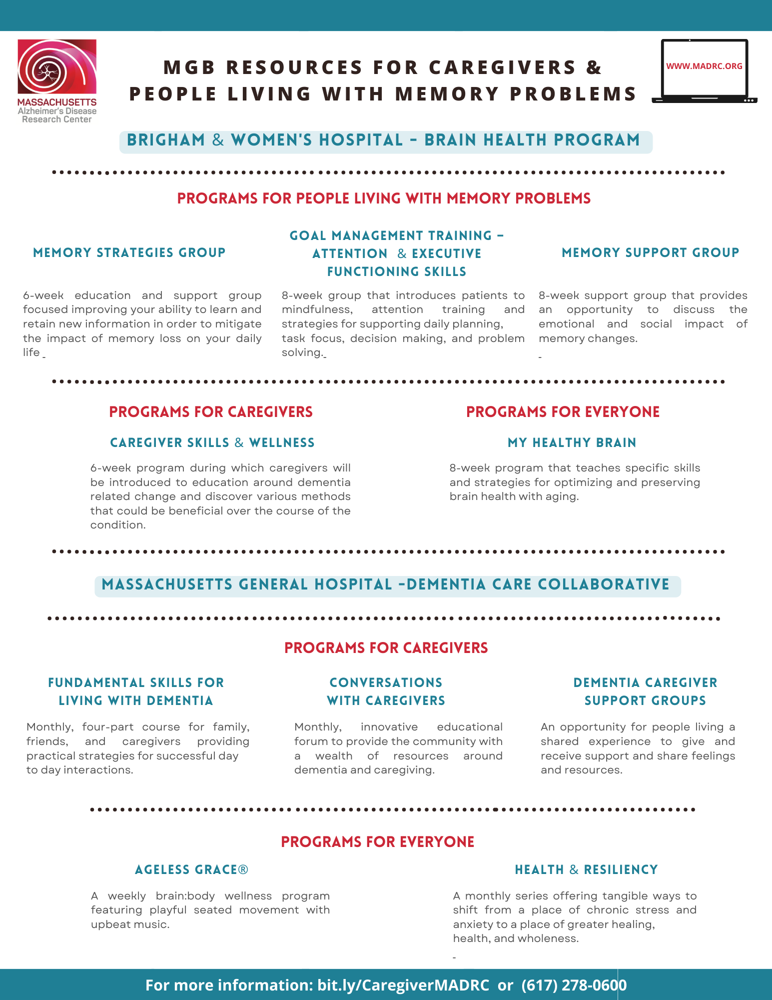 MASSACHUSETTS
Alzheimer's Disease
Research Center
MGB RESOURCES FOR CAREGIVERS &
PEOPLE LIVING WITH MEMORY PROBLEMS
WWW.MADRC.ORG
BRIGHAM & WOMEN'S HOSPITAL - BRAIN HEALTH PROGRAM
PROGRAMS FOR PEOPLE LIVING WITH MEMORY PROBLEMS
MEMORY STRATEGIES GROUP
6-week education and support group
focused improving your ability to learn and
retain new information in order to mitigate
the impact of memory loss on your daily
life -
GOAL MANAGEMENT TRAINING –
ATTENTION & EXECUTIVE
FUNCTIONING SKILLS
8-week group that introduces patients to
mindfulness, attention training and
strategies for supporting daily planning,
task focus, decision making, and problem
solving.-
MEMORY SUPPORT GROUP
8-week support group that provides
an opportunity to discuss the
emotional and social impact of
memory changes.
-
PROGRAMS FOR CAREGIVERS
CAREGIVER SKILLS & WELLNESS
6-week program during which caregivers will
be introduced to education around dementia
related change and discover various methods
that could be beneficial over the course of the
condition.
PROGRAMS FOR EVERYONE
MY HEALTHY BRAIN
8-week program that teaches specific skills
and strategies for optimizing and preserving
brain health with aging.
MASSACHUSETTS GENERAL HOSPITAL -DEMENTIA CARE COLLABORATIVE
PROGRAMS FOR CAREGIVERS
FUNDAMENTAL SKILLS FOR
LIVING WITH DEMENTIA
Monthly, four-part course for family,
friends, and caregivers providing
practical strategies for successful day
to day interactions.
CONVERSATIONS
WITH CAREGIVERS
Monthly, innovative educational
forum to provide the community with
a wealth of resources around
dementia and caregiving.
DEMENTIA CAREGIVER
SUPPORT GROUPS
An opportunity for people living a
shared experience to give and
receive support and share feelings
and resources.
PROGRAMS FOR EVERYONE
AGELESS GRACE®
A weekly brain:body wellness program
featuring playful seated movement with
upbeat music.
HEALTH & RESILIENCY
A monthly series offering tangible ways to
shift from a place of chronic stress and
anxiety to a place of greater healing,
health, and wholeness.
-
For more information: bit.ly/CaregiverMADRC or (617) 278-0600